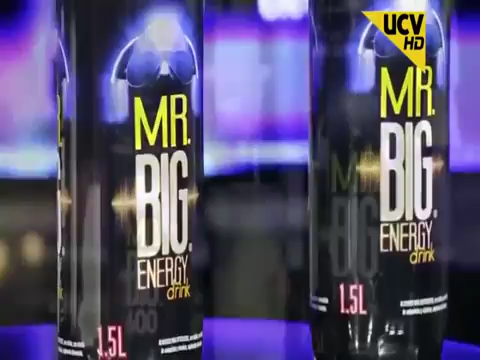 UCV
HD
MR.
BIG
ENERGY
drink
1.5L
MR.
BIG
ENERGY
drink
1.5L